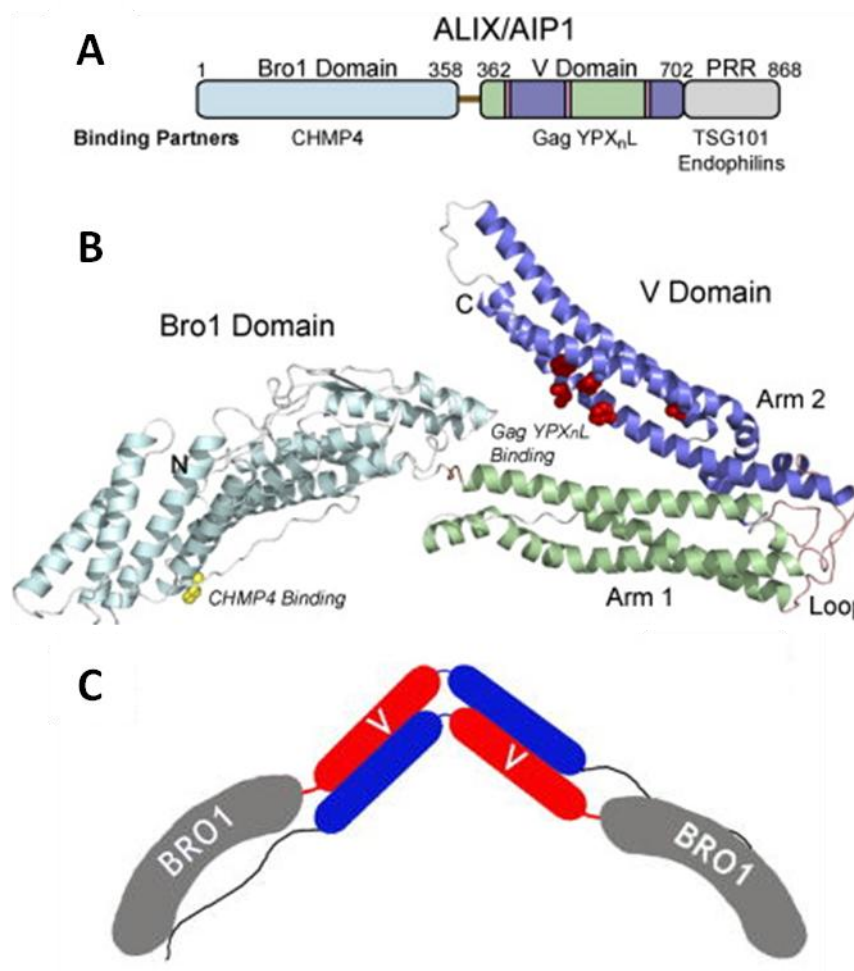 A
ALIX/AIP1
1 Bro1 Domain 358 362 V Domain 702 PRR 868
Binding Partners CHMP4 Gag YPXnL TSG101
Endophilins
B
Bro1 Domain
V Domain
C
Arm 2
N
Gag YPXnL
Binding
CHMP4 Binding
Arm 1
Loop
C
V
V
BRO1
BRO1